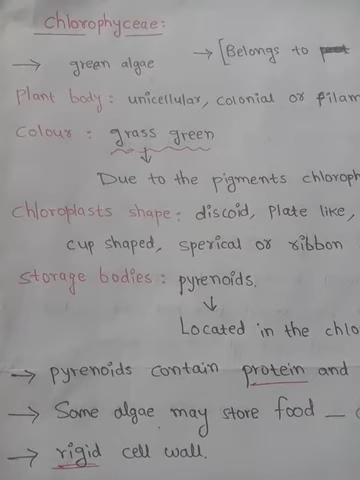 Chlorophyceae:
→ green algae → [Belongs to
Plant body: unicellular, colonial or filam
Colour: grass green
↓
Due to the pigments chloroph
Chloroplasts shape: discoid, Plate like,
cup shaped, sperical or ribbon
Storage bodies: pyrenoids.
↓
Located in the chlo
→ pyrenoids contain protein and
→ Some algae may store food –
→ rigid cell wall.